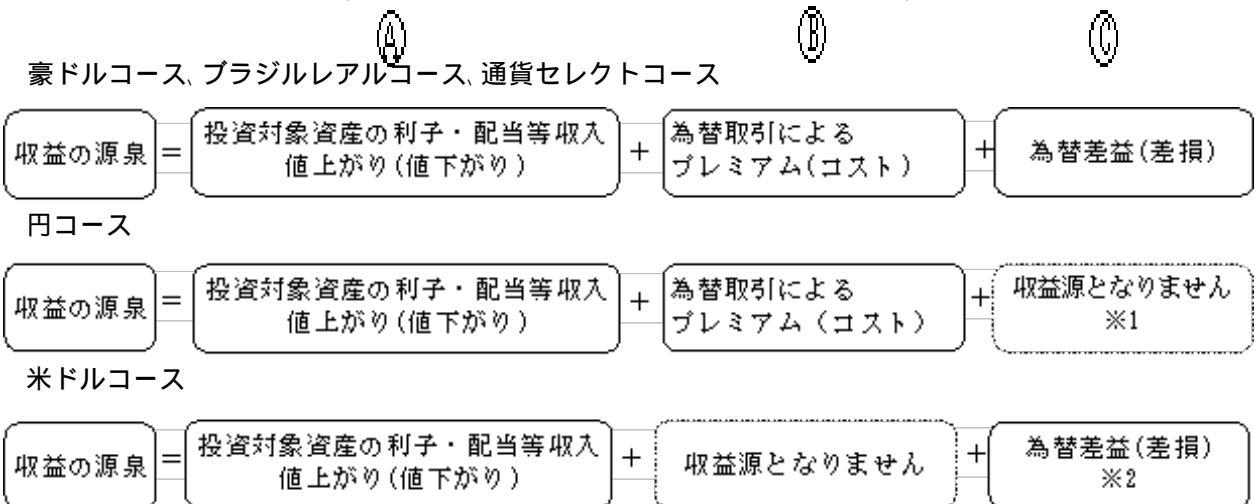 Ⓐ Ⓑ Ⓒ
豪ドルコース、ブラジルレアルコース、通貨セレクトコース
収益の源泉 = 投資対象資産の利子・配当等収入 値上がり(値下がり) + 為替取引による プレミアム(コスト) + 為替差益(差損)
円コース
収益の源泉 = 投資対象資産の利子・配当等収入 値上がり(値下がり) + 為替取引による プレミアム(コスト) + 収益源となりません ※1
米ドルコース
収益の源泉 = 投資対象資産の利子・配当等収入 値上がり(値下がり) + 収益源となりません + 為替差益(差損) ※2